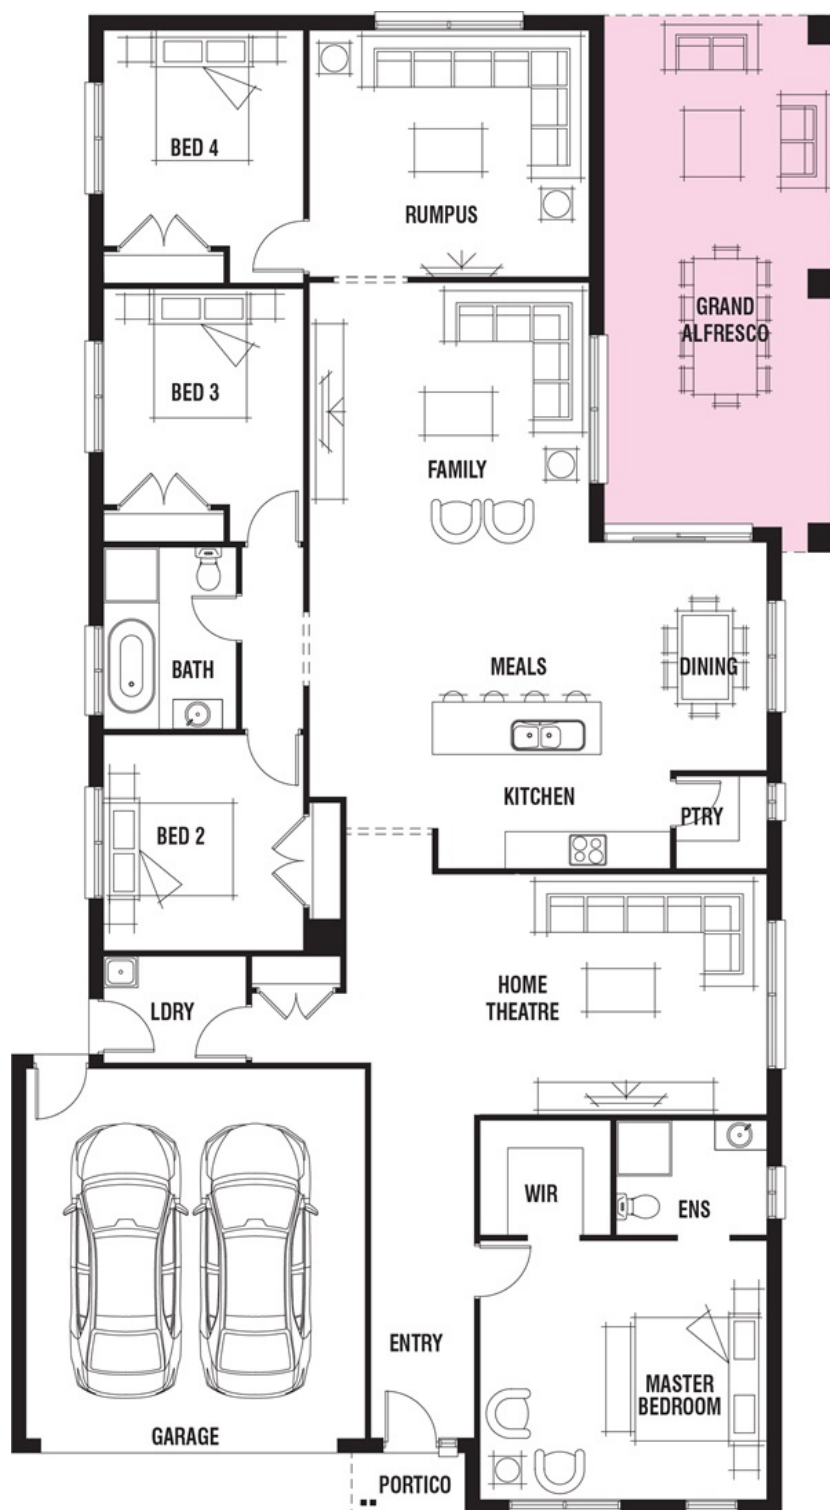 BED 4
RUMPUS
GRAND
ALFRESCO
BED 3
FAMILY
BATH
MEALS
DINING
KITCHEN
PTRY
BED 2
HOME
THEATRE
LDRY
WIR
ENS
ENTRY
MASTER
BEDROOM
GARAGE
PORTICO